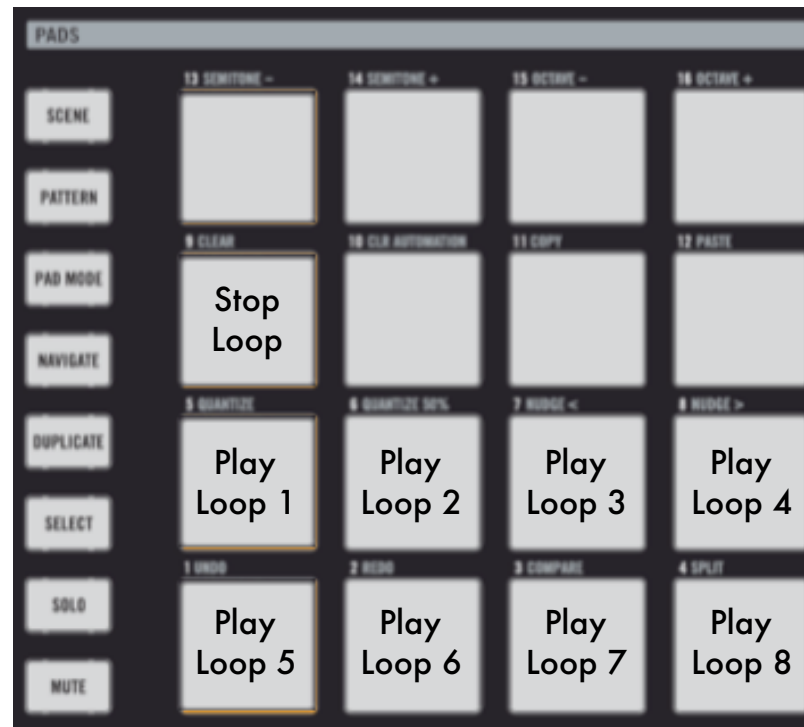 PADS
13 SEMITONE - 14 SEMITONE + 15 OCTAVE - 16 OCTAVE +
SCENE
PATTERN
9 CLEAR 10 CLR AUTOMATION 11 COPY 12 PASTE
PAD MODE
Stop
Loop
NAVIGATE
5 QUANTIZE 6 QUANTIZE 50% 7 NUDGE < 8 NUDGE >
DUPLICATE
Play Play Play Play
Loop 1 Loop 2 Loop 3 Loop 4
SELECT
1 UNDO 2 REDO 3 COMPARE 4 SPLIT
SOLO
Play Play Play Play
Loop 5 Loop 6 Loop 7 Loop 8
MUTE